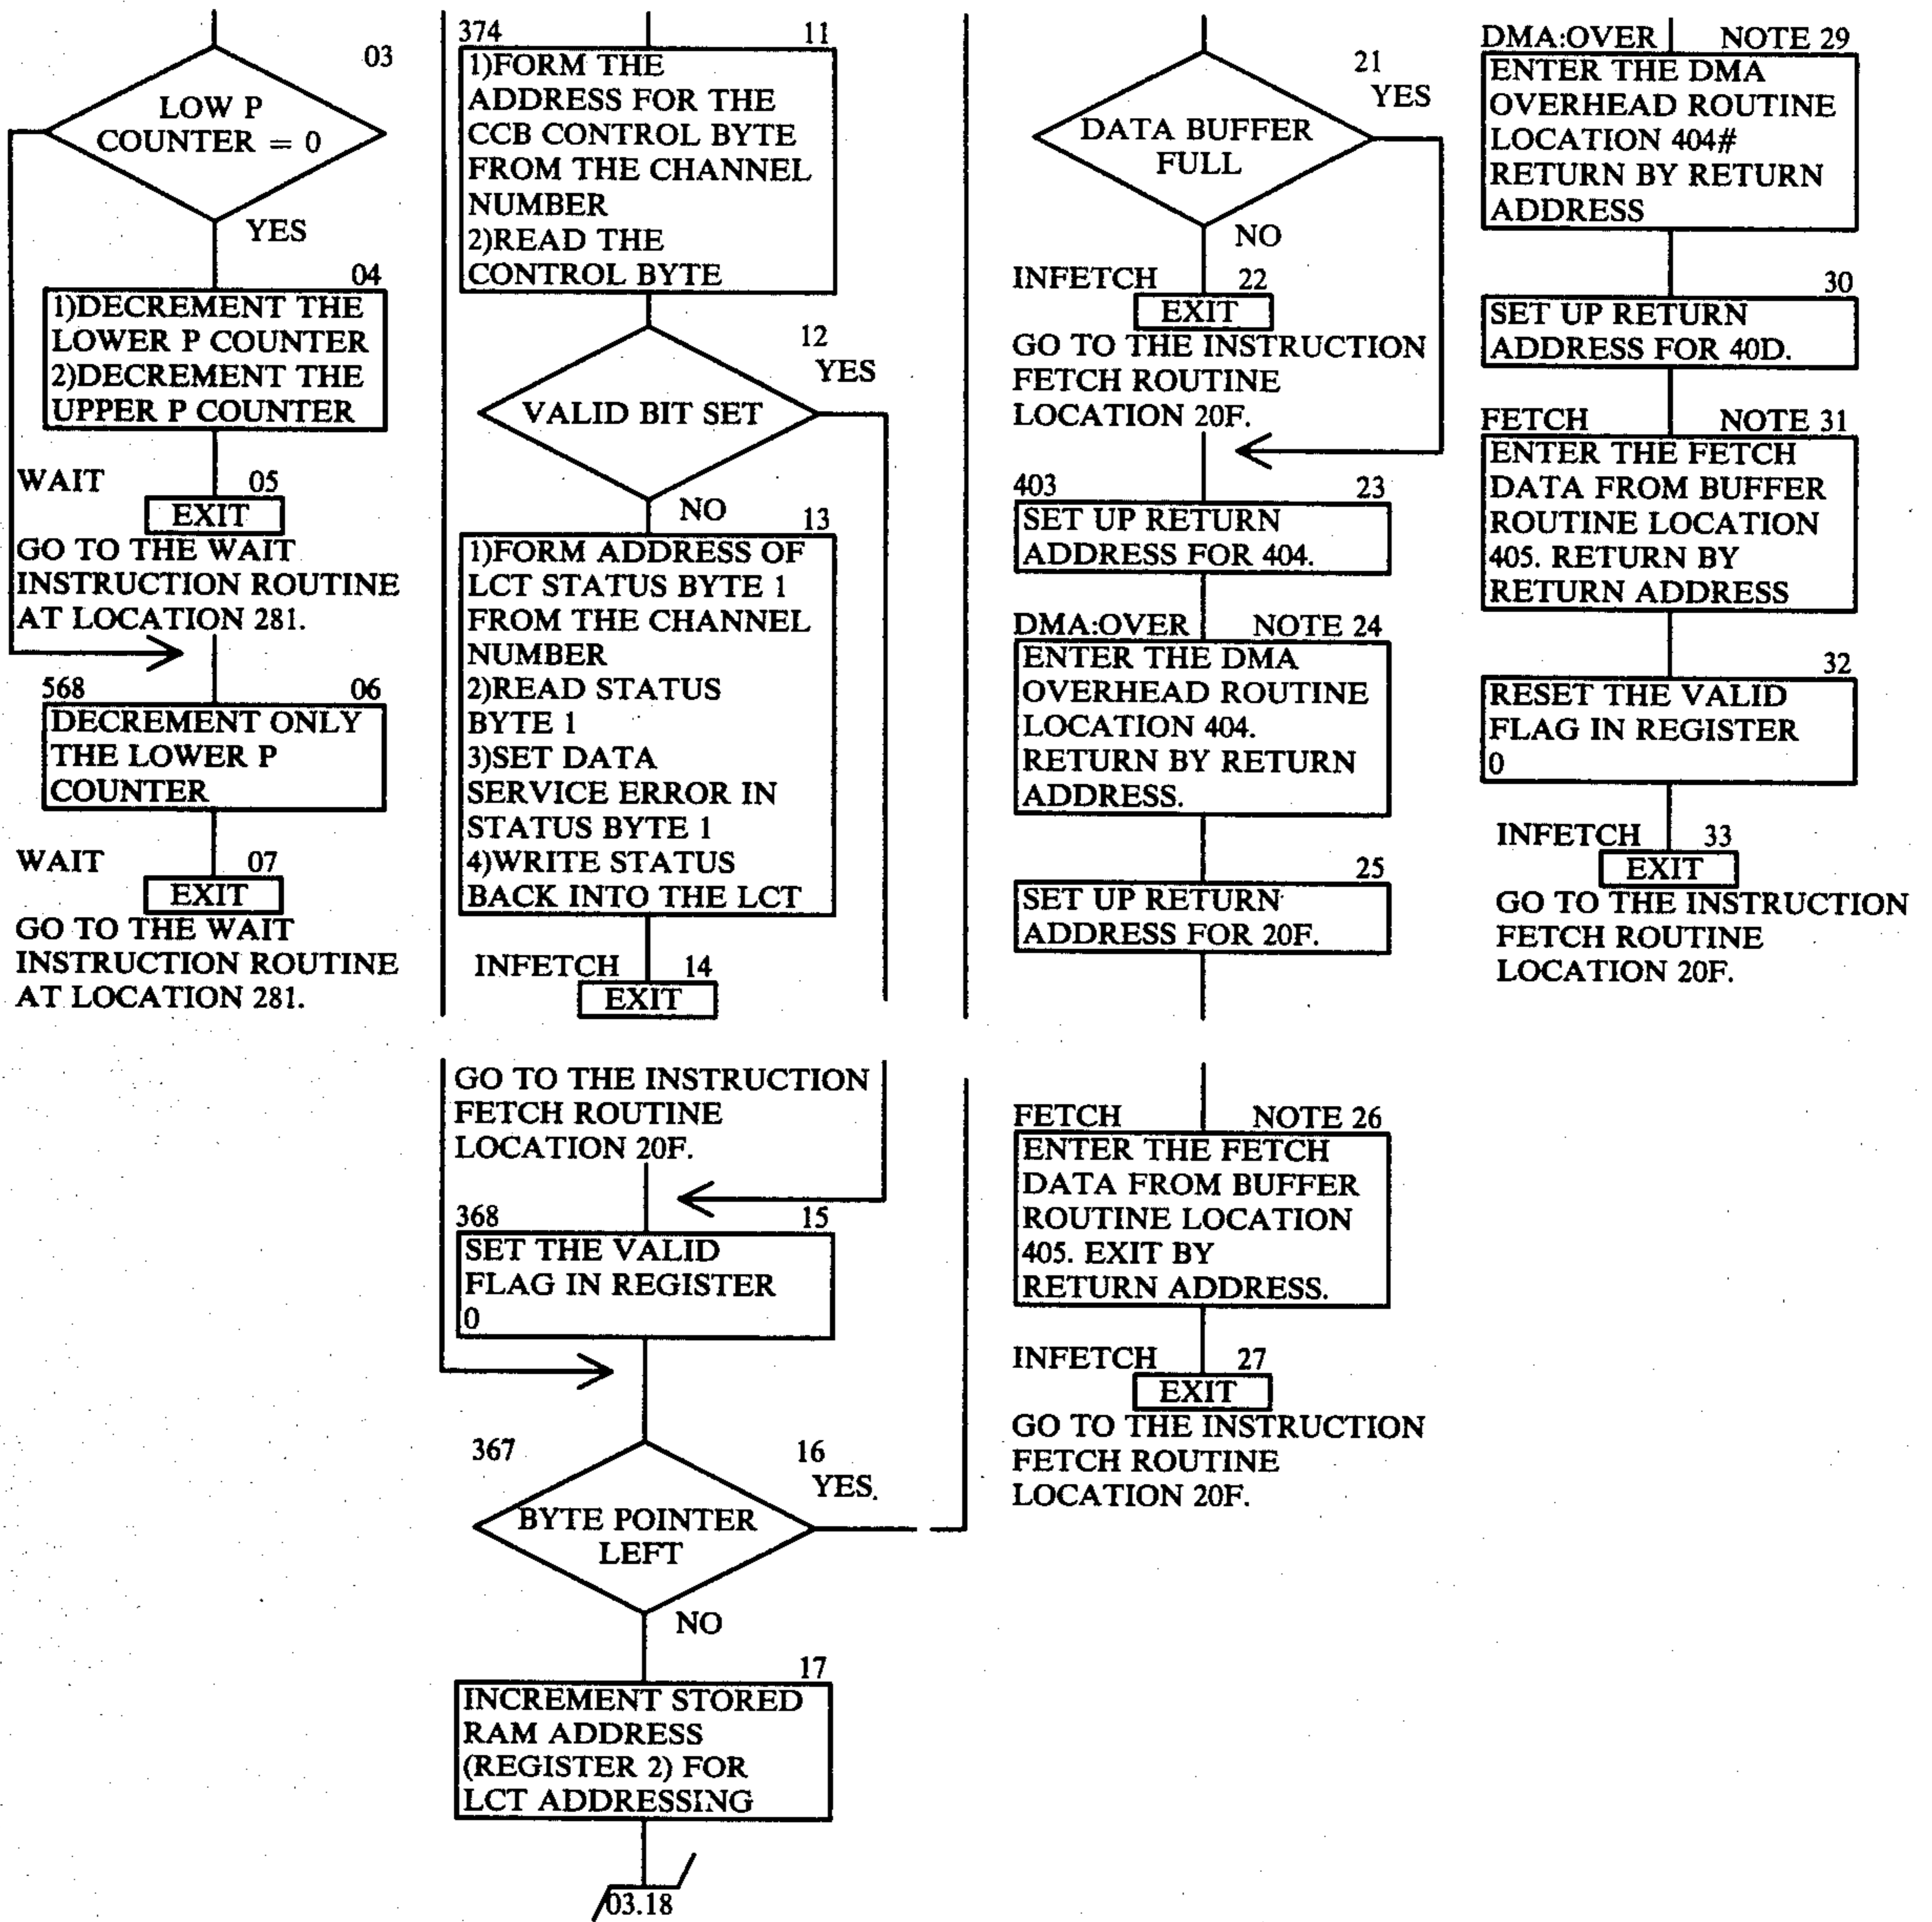 03
LOW P
COUNTER = 0
YES
04
1)DECREMENT THE
LOWER P COUNTER
2)DECREMENT THE
UPPER P COUNTER
WAIT 05
EXIT
GO TO THE WAIT
INSTRUCTION ROUTINE
AT LOCATION 281.
568 06
DECREMENT ONLY
THE LOWER P
COUNTER
WAIT 07
EXIT
GO TO THE WAIT
INSTRUCTION ROUTINE
AT LOCATION 281.
374 11
1)FORM THE
ADDRESS FOR THE
CCB CONTROL BYTE
FROM THE CHANNEL
NUMBER
2)READ THE
CONTROL BYTE
12
YES
VALID BIT SET
NO
13
1)FORM ADDRESS OF
LCT STATUS BYTE 1
FROM THE CHANNEL
NUMBER
2)READ STATUS
BYTE 1
3)SET DATA
SERVICE ERROR IN
STATUS BYTE 1
4)WRITE STATUS
BACK INTO THE LCT
INFETCH 14
EXIT
GO TO THE INSTRUCTION
FETCH ROUTINE
LOCATION 20F.
368 15
SET THE VALID
FLAG IN REGISTER
0
367 16
YES.
BYTE POINTER
LEFT
NO
17
INCREMENT STORED
RAM ADDRESS
(REGISTER 2) FOR
LCT ADDRESSING
03.18
21
YES
DATA BUFFER
FULL
NO
INFETCH 22
EXIT
GO TO THE INSTRUCTION
FETCH ROUTINE
LOCATION 20F.
403 23
SET UP RETURN
ADDRESS FOR 404.
DMA:OVER NOTE 24
ENTER THE DMA
OVERHEAD ROUTINE
LOCATION 404.
RETURN BY RETURN
ADDRESS.
25
SET UP RETURN
ADDRESS FOR 20F.
FETCH NOTE 26
ENTER THE FETCH
DATA FROM BUFFER
ROUTINE LOCATION
405. EXIT BY
RETURN ADDRESS.
INFETCH 27
EXIT
GO TO THE INSTRUCTION
FETCH ROUTINE
LOCATION 20F.
DMA:OVER NOTE 29
ENTER THE DMA
OVERHEAD ROUTINE
LOCATION 404#
RETURN BY RETURN
ADDRESS
30
SET UP RETURN
ADDRESS FOR 40D.
FETCH NOTE 31
ENTER THE FETCH
DATA FROM BUFFER
ROUTINE LOCATION
405. RETURN BY
RETURN ADDRESS
32
RESET THE VALID
FLAG IN REGISTER
0
INFETCH 33
EXIT
GO TO THE INSTRUCTION
FETCH ROUTINE
LOCATION 20F.